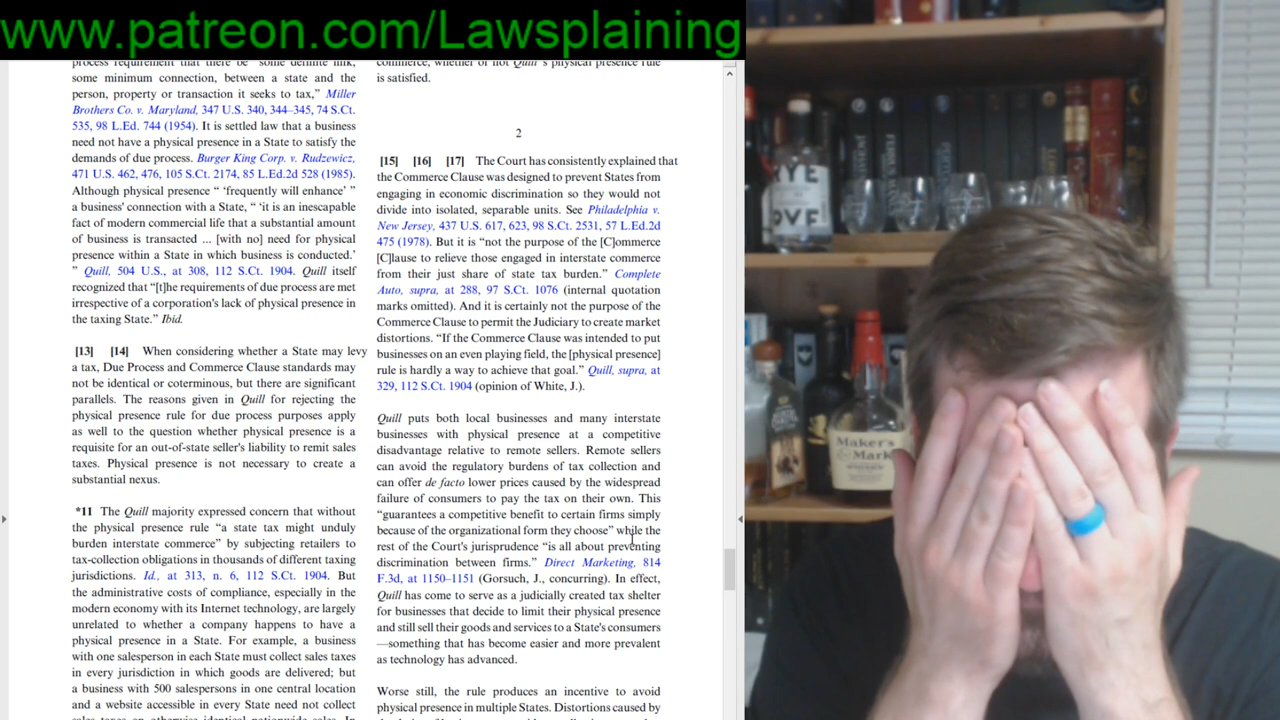 www.patreon.com/Lawsplaining
process requirement that there be "some definite link,
some minimum connection, between a state and the
person, property or transaction it seeks to tax," Miller
Brothers Co. v. Maryland, 347 U.S. 340, 344–345, 74 S.Ct.
535, 98 L.Ed. 744 (1954). It is settled law that a business
need not have a physical presence in a State to satisfy the
demands of due process. Burger King Corp. v. Rudzewicz,
471 U.S. 462, 476, 105 S.Ct. 2174, 85 L.Ed.2d 528 (1985).
Although physical presence " 'frequently will enhance' "
a business' connection with a State, " 'it is an inescapable
fact of modern commercial life that a substantial amount
of business is transacted ... [with no] need for physical
presence within a State in which business is conducted.'
" Quill, 504 U.S., at 308, 112 S.Ct. 1904. Quill itself
recognized that "[t]he requirements of due process are met
irrespective of a corporation's lack of physical presence in
the taxing State." Ibid.
[13] [14] When considering whether a State may levy
a tax, Due Process and Commerce Clause standards may
not be identical or coterminous, but there are significant
parallels. The reasons given in Quill for rejecting the
physical presence rule for due process purposes apply
as well to the question whether physical presence is a
requisite for an out-of-state seller's liability to remit sales
taxes. Physical presence is not necessary to create a
substantial nexus.
*11 The Quill majority expressed concern that without
the physical presence rule "a state tax might unduly
burden interstate commerce" by subjecting retailers to
tax-collection obligations in thousands of different taxing
jurisdictions. Id., at 313, n. 6, 112 S.Ct. 1904. But
the administrative costs of compliance, especially in the
modern economy with its Internet technology, are largely
unrelated to whether a company happens to have a
physical presence in a State. For example, a business
with one salesperson in each State must collect sales taxes
in every jurisdiction in which goods are delivered; but
a business with 500 salespersons in one central location
and a website accessible in every State need not collect
sales taxes on otherwise identical nationwide sales. In
commerce, whether or not Quill's physical presence rule
is satisfied.
2
[15] [16] [17] The Court has consistently explained that
the Commerce Clause was designed to prevent States from
engaging in economic discrimination so they would not
divide into isolated, separable units. See Philadelphia v.
New Jersey, 437 U.S. 617, 623, 98 S.Ct. 2531, 57 L.Ed.2d
475 (1978). But it is "not the purpose of the [C]ommerce
[C]lause to relieve those engaged in interstate commerce
from their just share of state tax burden." Complete
Auto, supra, at 288, 97 S.Ct. 1076 (internal quotation
marks omitted). And it is certainly not the purpose of the
Commerce Clause to permit the Judiciary to create market
distortions. "If the Commerce Clause was intended to put
businesses on an even playing field, the [physical presence]
rule is hardly a way to achieve that goal." Quill, supra, at
329, 112 S.Ct. 1904 (opinion of White, J.).
Quill puts both local businesses and many interstate
businesses with physical presence at a competitive
disadvantage relative to remote sellers. Remote sellers
can avoid the regulatory burdens of tax collection and
can offer de facto lower prices caused by the widespread
failure of consumers to pay the tax on their own. This
"guarantees a competitive benefit to certain firms simply
because of the organizational form they choose" while the
rest of the Court's jurisprudence "is all about preventing
discrimination between firms." Direct Marketing, 814
F.3d, at 1150–1151 (Gorsuch, J., concurring). In effect,
Quill has come to serve as a judicially created tax shelter
for businesses that decide to limit their physical presence
and still sell their goods and services to a State's consumers
—something that has become easier and more prevalent
as technology has advanced.
Worse still, the rule produces an incentive to avoid
physical presence in multiple States. Distortions caused by
RYE
Maker's
Mark